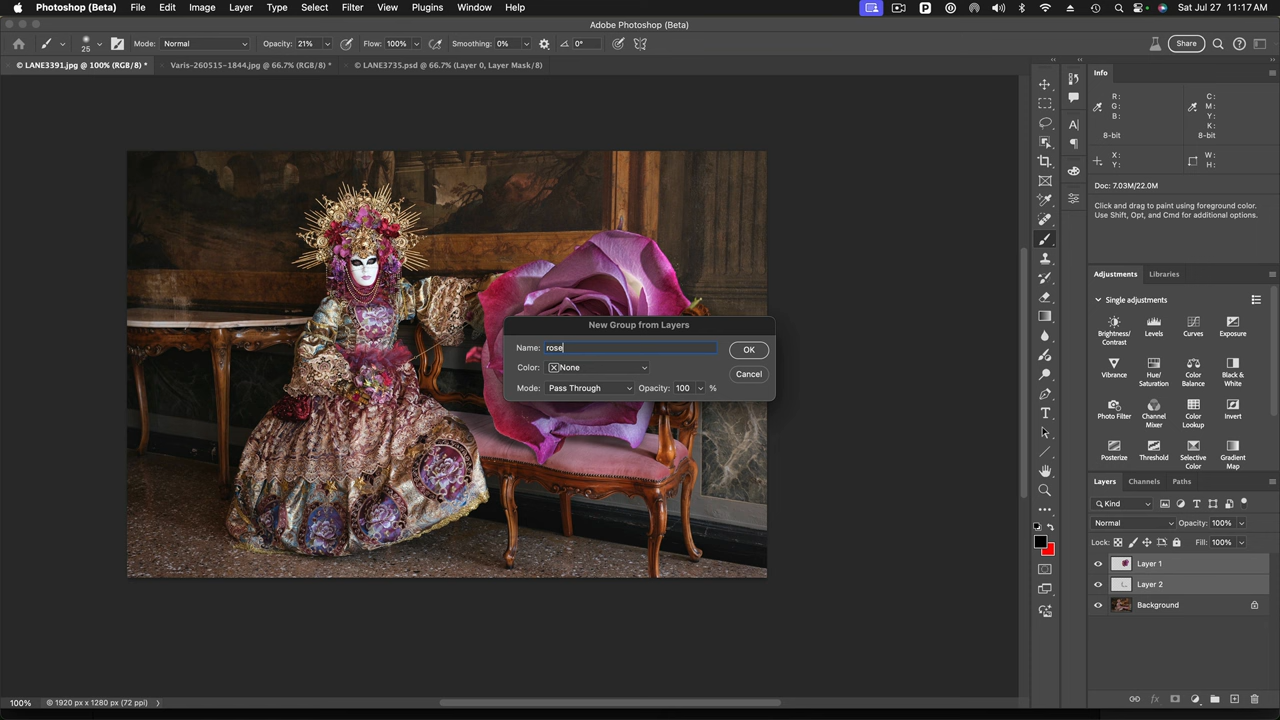 Photoshop (Beta) File Edit Image Layer Type Select Filter View Plugins Window Help Sat Jul 27 11:17 AM
Adobe Photoshop (Beta)
25 Mode: Normal Opacity: 21% Flow: 100% Smoothing: 0% 0° Share
© LANE3391.jpg @ 100% (RGB/8) * Varis-260515-1844.jpg @ 66.7% (RGB/8) * © LANE3735.psd @ 66.7% (Layer 0, Layer Mask/8)
Info
R: C:
G: M:
B: Y:
K:
8-bit 8-bit
X: W:
Y: H:
Doc: 7.03M/22.0M
Click and drag to paint using foreground color.
Use Shift, Opt, and Cmd for additional options.
Adjustments Libraries
Single adjustments
Brightness/
Contrast
Levels
Curves
Exposure
Vibrance
Hue/
Saturation
Color
Balance
Black &
White
Photo Filter
Channel
Mixer
Color
Lookup
Invert
Posterize
Threshold
Selective
Color
Gradient
Map
New Group from Layers
Name: rose
OK
Color: None
Cancel
Mode: Pass Through Opacity: 100 %
Layers Channels Paths
Kind
Normal Opacity: 100%
Lock: Fill: 100%
Layer 1
Layer 2
Background
100% © 1920 px x 1280 px (72 ppi)